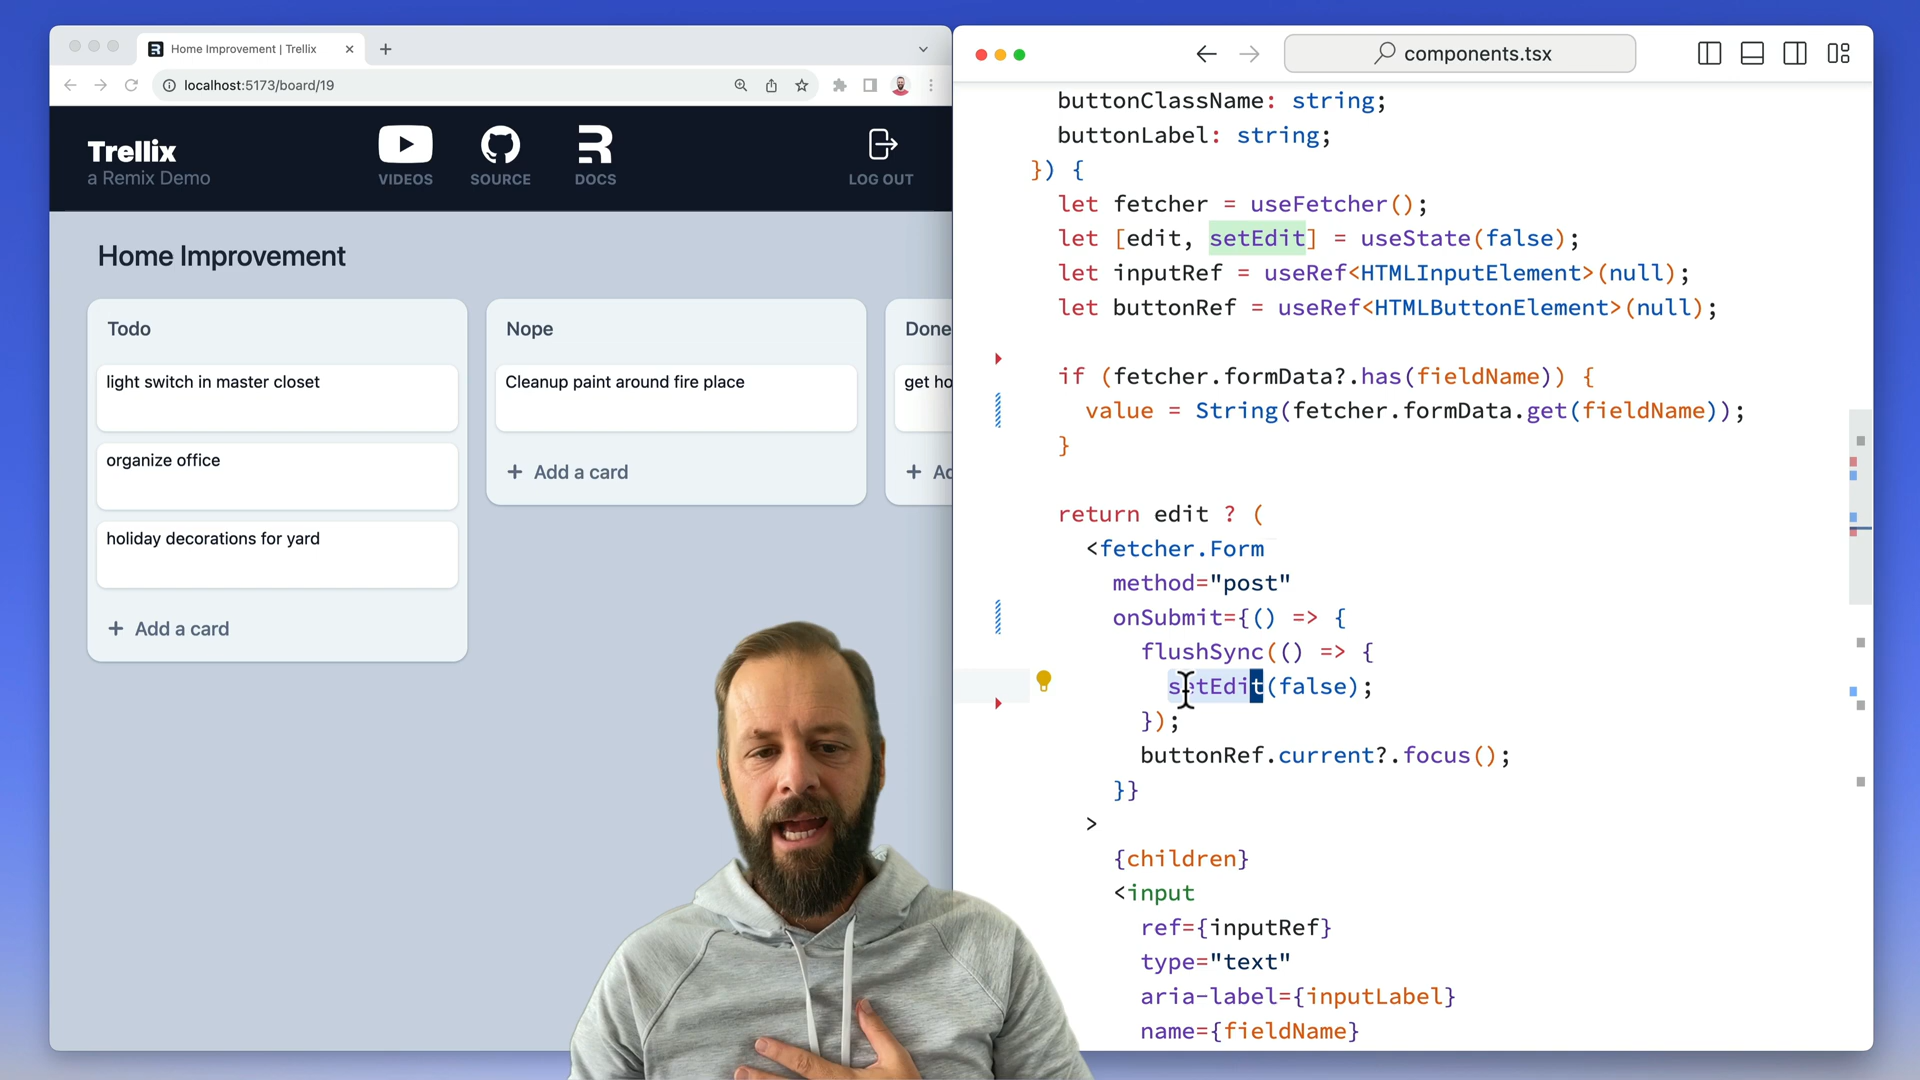 Home Improvement | Trellix
localhost:5173/board/19
Trellix
a Remix Demo
VIDEOS
SOURCE
DOCS
LOG OUT
Home Improvement
Todo
light switch in master closet
organize office
holiday decorations for yard
+ Add a card
Nope
Cleanup paint around fire place
+ Add a card
Done
get ho
+ Ad
components.tsx
buttonClassName: string;
buttonLabel: string;
}) {
let fetcher = useFetcher();
let [edit, setEdit] = useState(false);
let inputRef = useRef<HTMLInputElement>(null);
let buttonRef = useRef<HTMLButtonElement>(null);
if (fetcher.formData?.has(fieldName)) {
value = String(fetcher.formData.get(fieldName));
}
return edit ? (
<fetcher.Form
method="post"
onSubmit={() => {
flushSync(() => {
setEdit(false);
});
buttonRef.current?.focus();
}}
>
{children}
<input
ref={inputRef}
type="text"
aria-label={inputLabel}
name={fieldName}